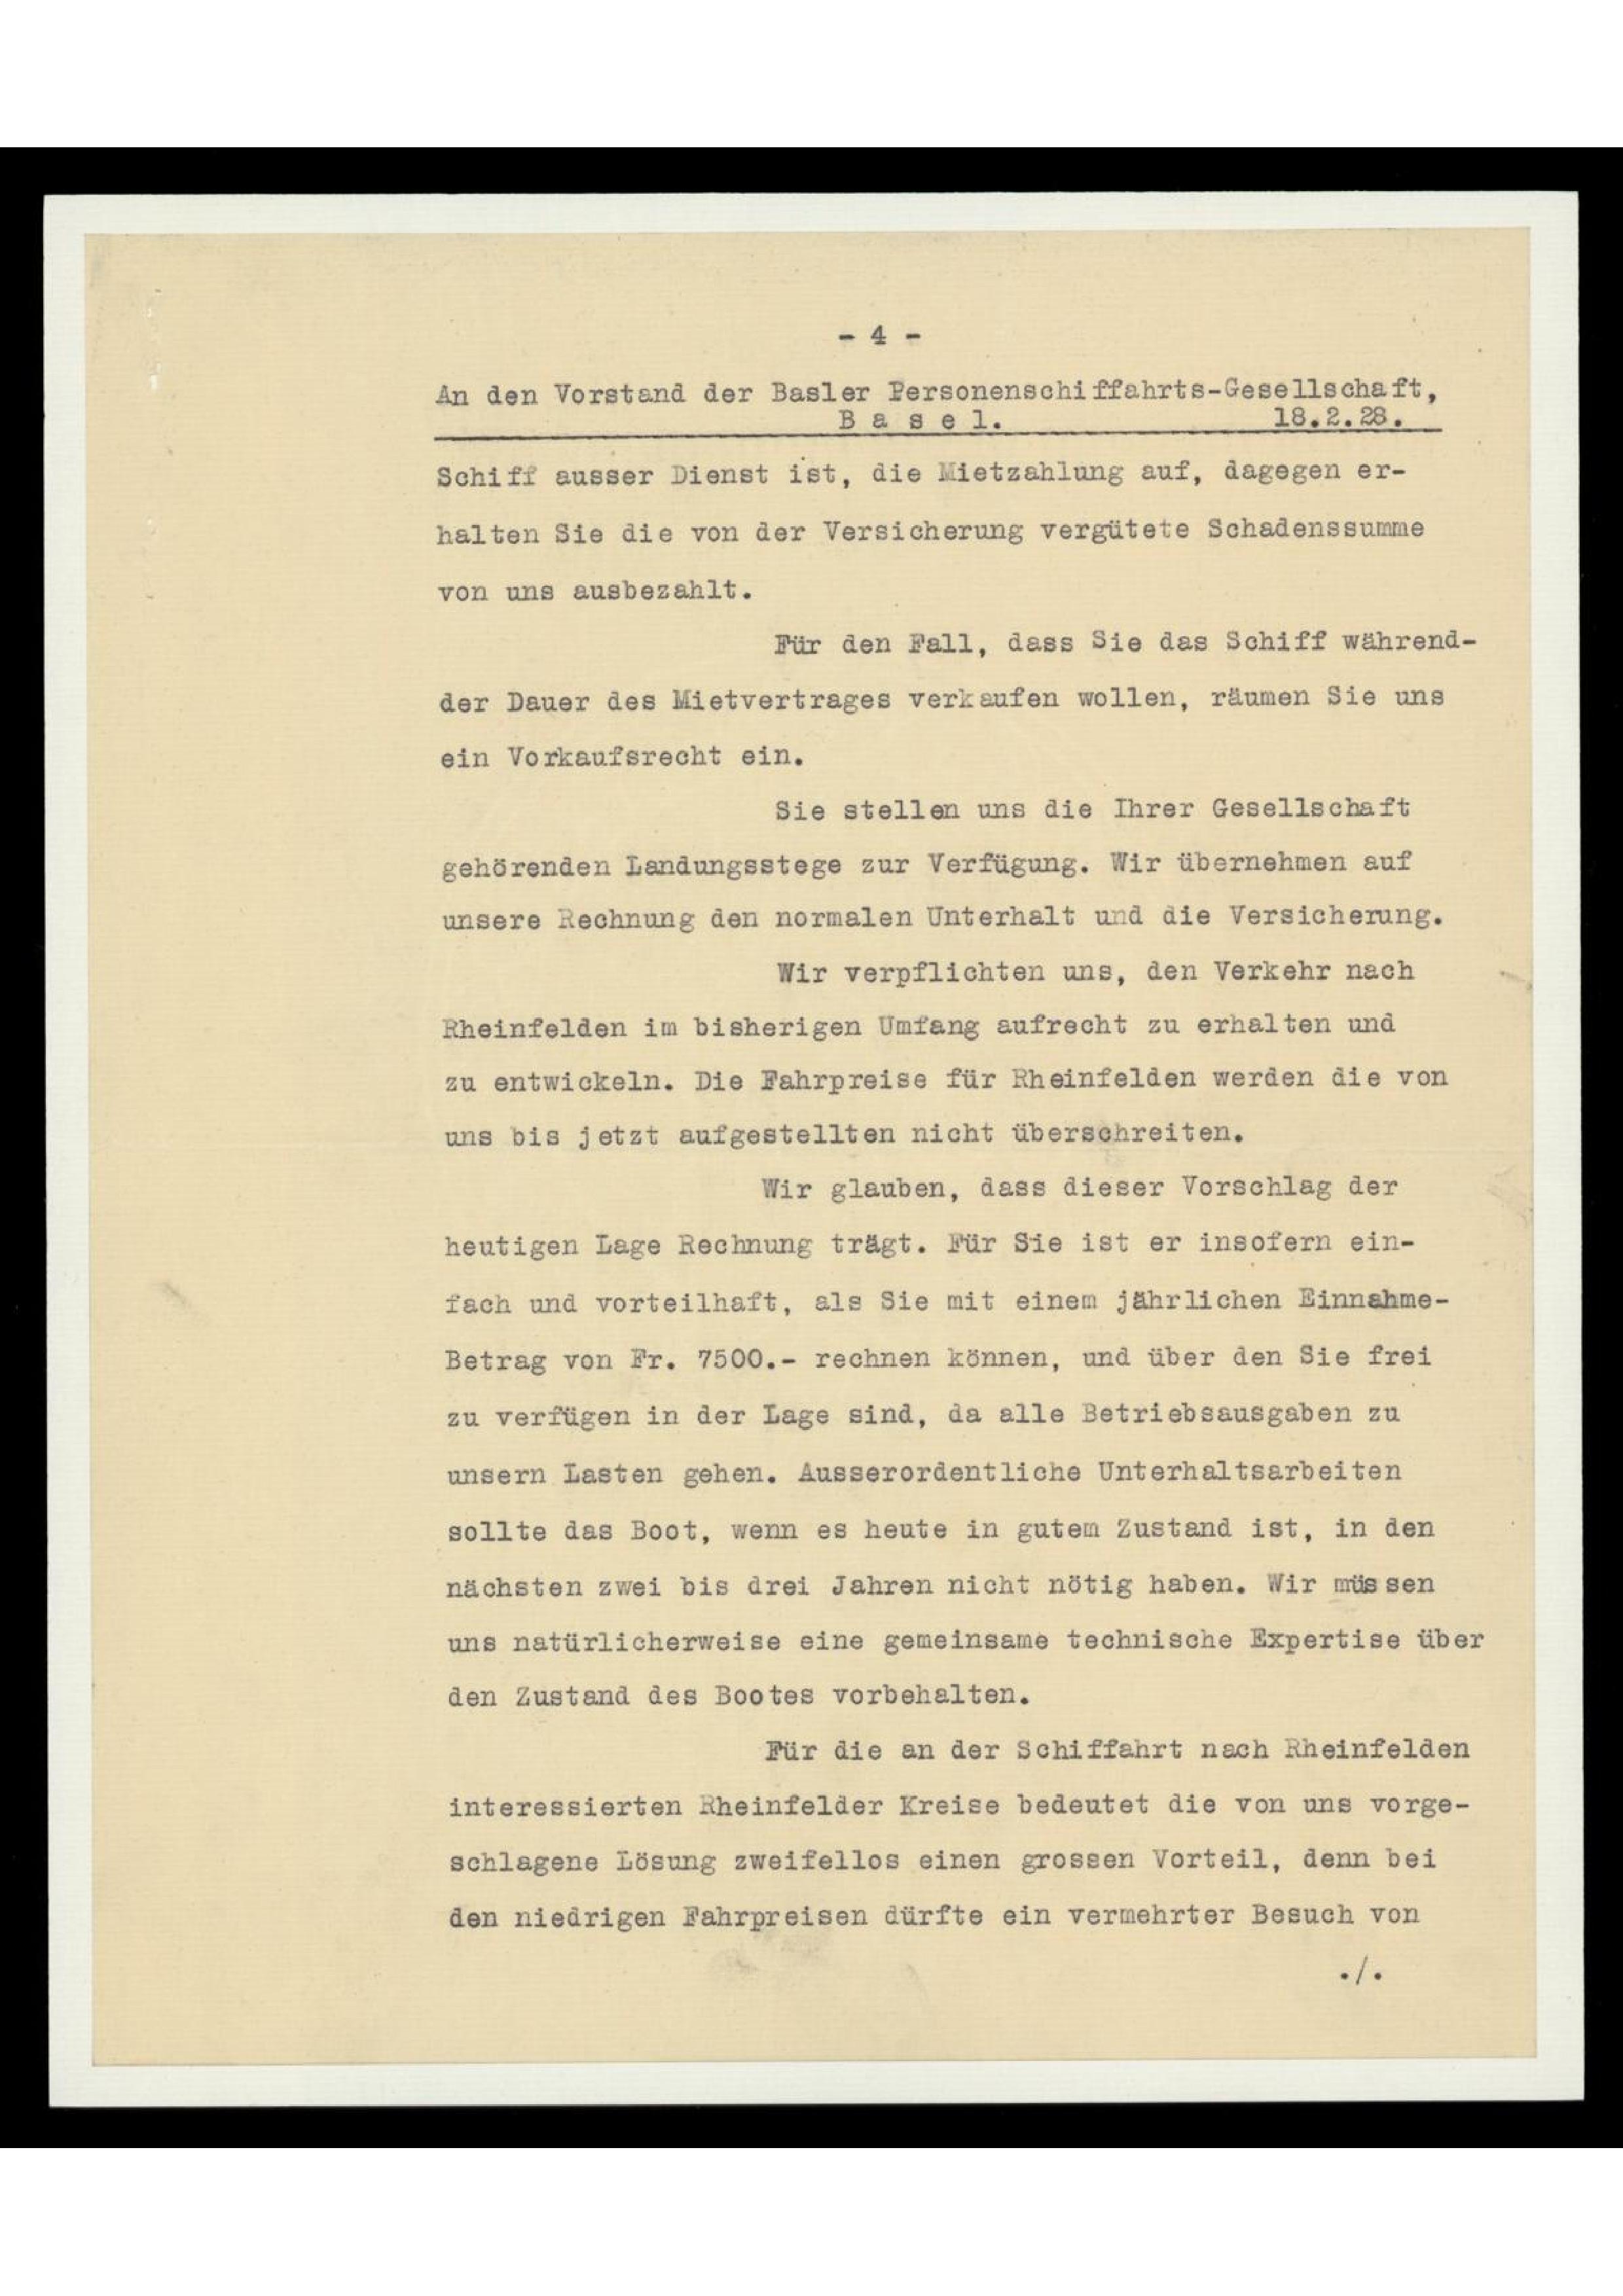 - 4 -
An den Vorstand der Basler Personenschiffahrts-Gesellschaft,
B a s e l. 18.2.28.
Schiff ausser Dienst ist, die Mietzahlung auf, dagegen er-
halten Sie die von der Versicherung vergütete Schadenssumme
von uns ausbezahlt.
Für den Fall, dass Sie das Schiff während-
der Dauer des Mietvertrages verkaufen wollen, räumen Sie uns
ein Vorkaufsrecht ein.
Sie stellen uns die Ihrer Gesellschaft
gehörenden Landungsstege zur Verfügung. Wir übernehmen auf
unsere Rechnung den normalen Unterhalt und die Versicherung.
Wir verpflichten uns, den Verkehr nach
Rheinfelden im bisherigen Umfang aufrecht zu erhalten und
zu entwickeln. Die Fahrpreise für Rheinfelden werden die von
uns bis jetzt aufgestellten nicht überschreiten.
Wir glauben, dass dieser Vorschlag der
heutigen Lage Rechnung trägt. Für Sie ist er insofern ein-
fach und vorteilhaft, als Sie mit einem jährlichen Einnahme-
Betrag von Fr. 7500.- rechnen können, und über den Sie frei
zu verfügen in der Lage sind, da alle Betriebsausgaben zu
unsern Lasten gehen. Ausserordentliche Unterhaltsarbeiten
sollte das Boot, wenn es heute in gutem Zustand ist, in den
nächsten zwei bis drei Jahren nicht nötig haben. Wir müssen
uns natürlicherweise eine gemeinsame technische Expertise über
den Zustand des Bootes vorbehalten.
Für die an der Schiffahrt nach Rheinfelden
interessierten Rheinfelder Kreise bedeutet die von uns vorge-
schlagene Lösung zweifellos einen grossen Vorteil, denn bei
den niedrigen Fahrpreisen dürfte ein vermehrter Besuch von
./.